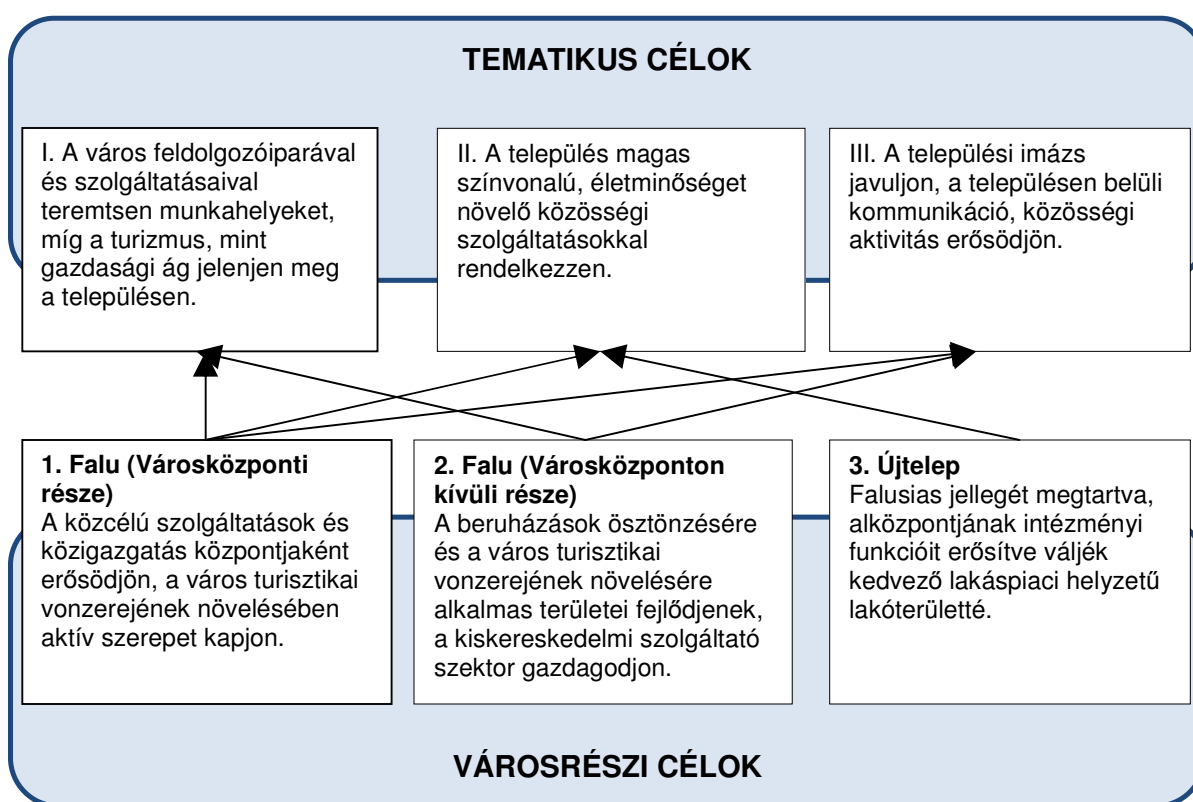 TEMATIKUS CÉLOK
I. A város feldolgozóiparával
és szolgáltatásaival
teremtsen munkahelyeket,
míg a turizmus, mint
gazdasági ág jelenjen meg
a településen.
II. A település magas
színvonalú, életminőséget
növelő közösségi
szolgáltatásokkal
rendelkezzen.
III. A települési imázs
javuljon, a településen belüli
kommunikáció, közösségi
aktivitás erősödjön.
1. Falu (Városközponti
része)
A közcélú szolgáltatások és
közigazgatás központjaként
erősödjön, a város turisztikai
vonzerejének növelésében
aktív szerepet kapjon.
2. Falu (Városközponton
kívüli része)
A beruházások ösztönzésére
és a város turisztikai
vonzerejének növelésére
alkalmas területei fejlődjenek,
a kiskereskedelmi szolgáltató
szektor gazdagodjon.
3. Újtelep
Falusias jellegét megtartva,
alközpontjának intézményi
funkcióit erősítve váljék
kedvező lakáspiaci helyzetű
lakóterületté.
VÁROSRÉSZI CÉLOK